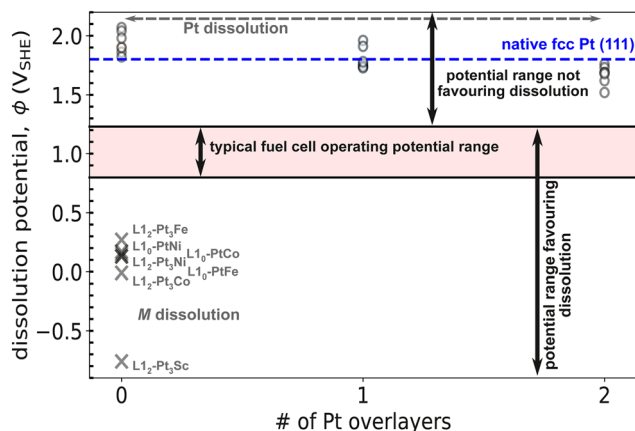 Pt dissolution
native fcc Pt (111)
potential range not
favouring dissolution
typical fuel cell operating potential range
L1₂-Pt₃Fe
L1₀-PtNi
L1₀-PtCo
L1₂-Pt₃Ni
L1₀-PtFe
L1₂-Pt₃Co
M dissolution
L1₂-Pt₃Sc
potential range favouring
dissolution
dissolution potential, ϕ (V_SHE)
2.0
1.5
1.0
0.5
0.0
−0.5
0
1
2
# of Pt overlayers